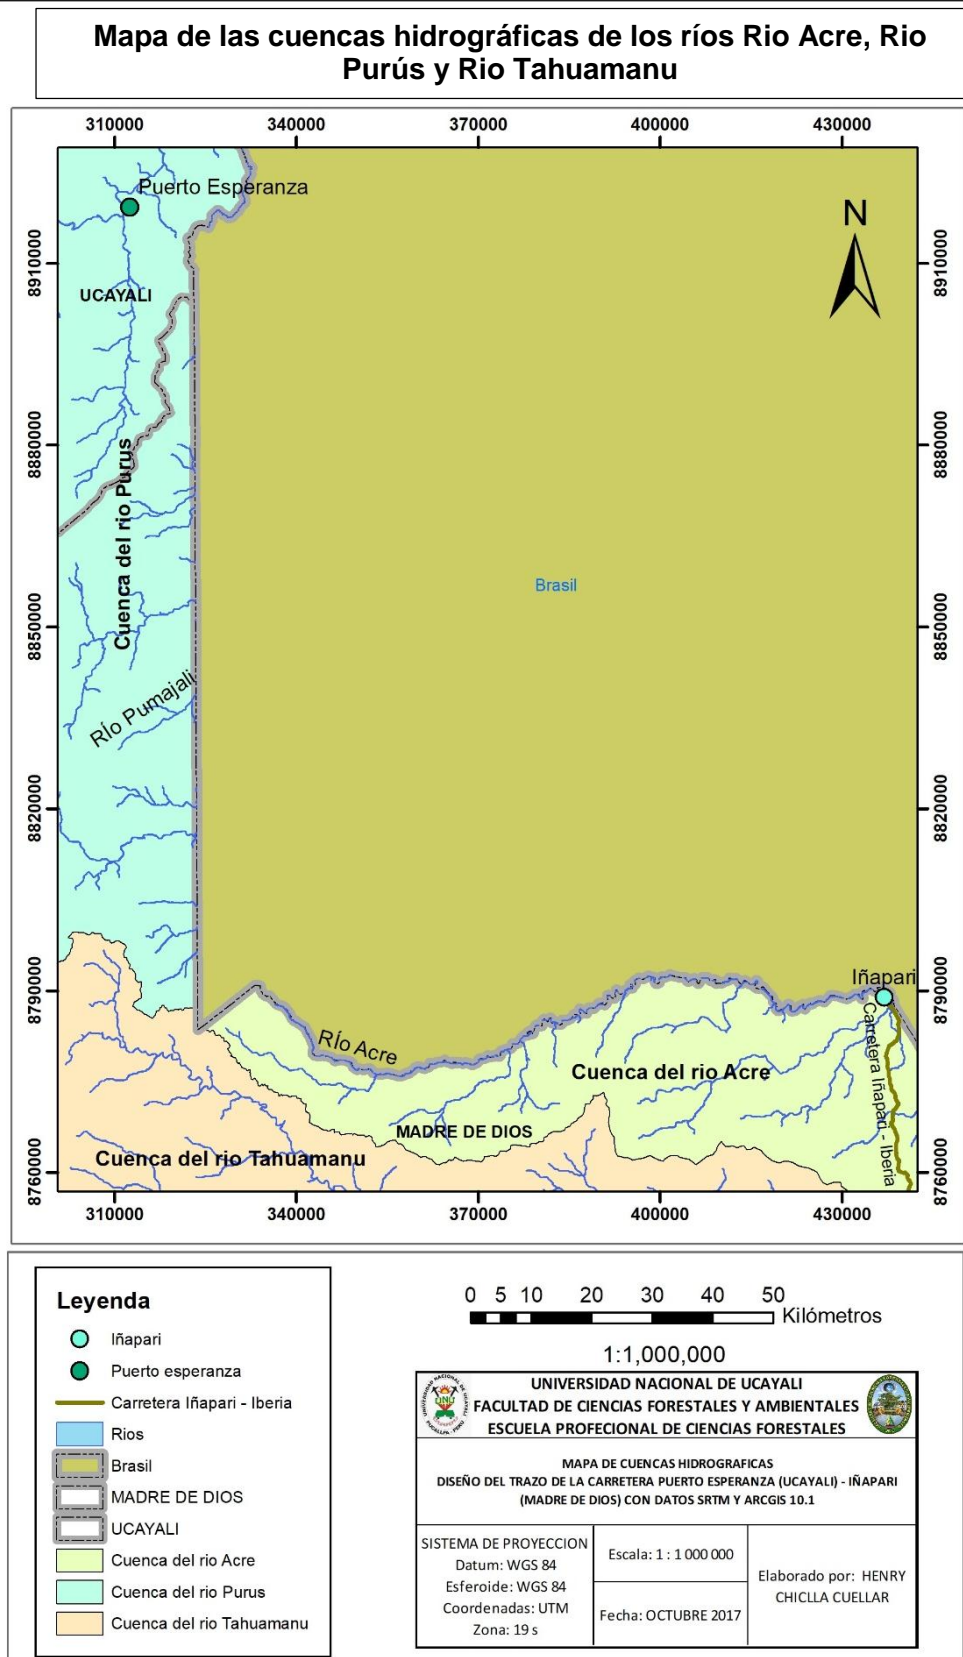 Mapa de las cuencas hidrográficas de los ríos Rio Acre, Rio
Purús y Rio Tahuamanu
310000 340000 370000 400000 430000
Puerto Esperanza
N
8910000
8910000
UCAYALI
8880000
8880000
Cuenca del rio Purus
Brasil
8850000
8850000
Río Pumajali
8820000
8820000
8790000
8790000
Iñapari
Río Acre
Carretera Iñapari - Iberia
Cuenca del rio Acre
MADRE DE DIOS
Cuenca del rio Tahuamanu
8760000
8760000
310000 340000 370000 400000 430000
Leyenda
Iñapari
Puerto esperanza
Carretera Iñapari - Iberia
Rios
Brasil
MADRE DE DIOS
UCAYALI
Cuenca del rio Acre
Cuenca del rio Purus
Cuenca del rio Tahuamanu
0 5 10 20 30 40 50
Kilómetros
1:1,000,000
UNIVERSIDAD NACIONAL DE UCAYALI
FACULTAD DE CIENCIAS FORESTALES Y AMBIENTALES
ESCUELA PROFECIONAL DE CIENCIAS FORESTALES
MAPA DE CUENCAS HIDROGRAFICAS
DISEÑO DEL TRAZO DE LA CARRETERA PUERTO ESPERANZA (UCAYALI) - IÑAPARI
(MADRE DE DIOS) CON DATOS SRTM Y ARCGIS 10.1
SISTEMA DE PROYECCION
Datum: WGS 84
Esferoide: WGS 84
Coordenadas: UTM
Zona: 19 s
Escala: 1 : 1 000 000
Fecha: OCTUBRE 2017
Elaborado por: HENRY
CHICLLA CUELLAR